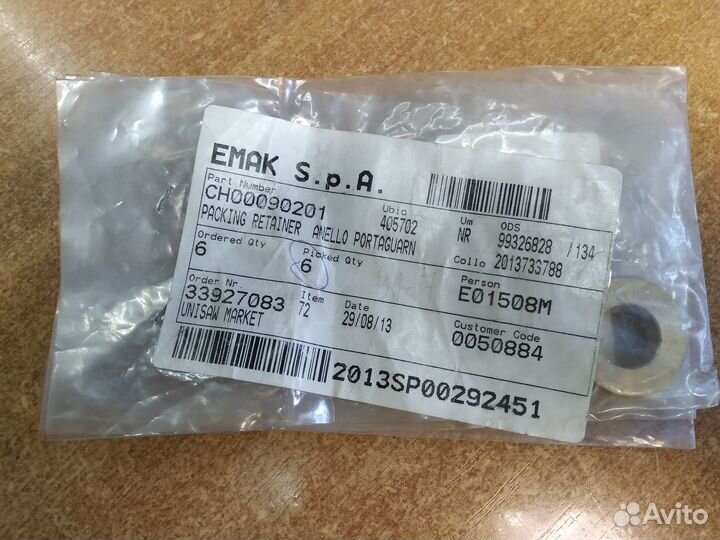 EMAK S.p.A.
Part Number
CH00090201
Ubic
405702
Um
NR
ODS
99326828 /134
PACKING RETAINER ANELLO PORTAGUARN
Collo 2013736788
Ordered Qty
6
Picked Qty
6
Person
E01508M
Order Nr.
33927083
Item
72
Date
29/08/13
Customer Code
0050884
UNISAW MARKET
2013SP00292451
Avito